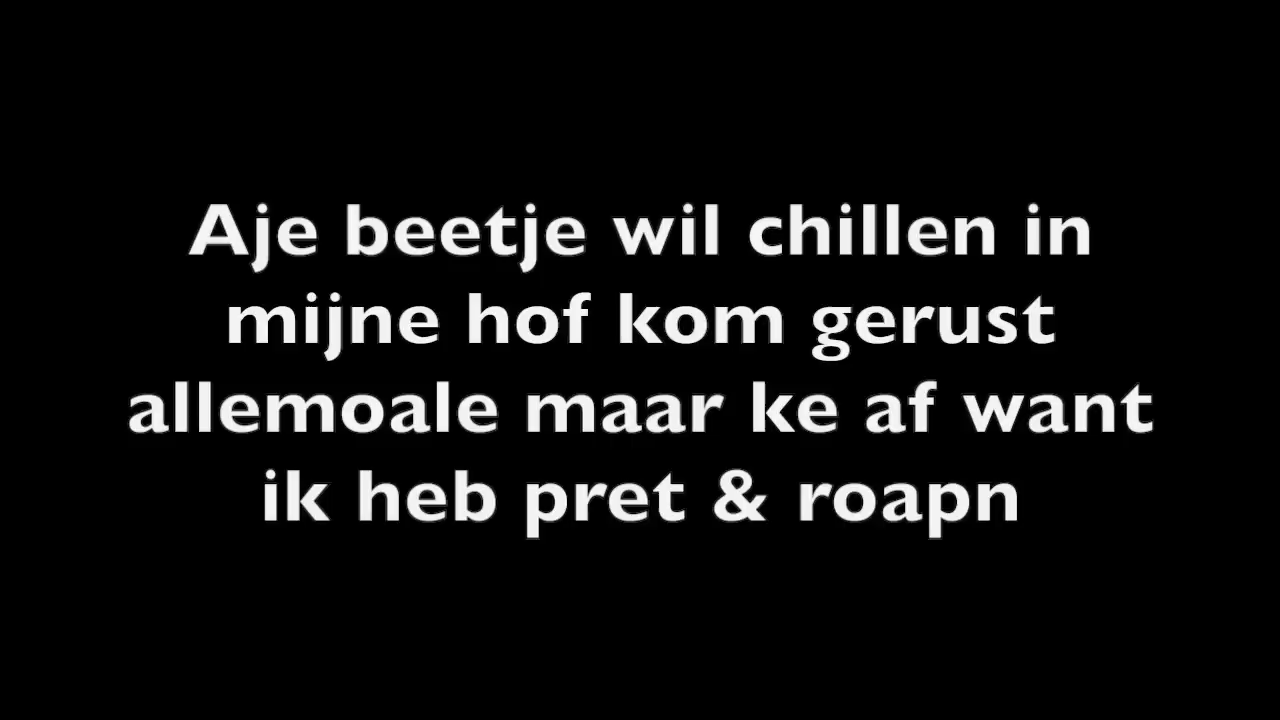 Aje beetje wil chillen in
mijne hof kom gerust
allemoale maar ke af want
ik heb pret & roapn